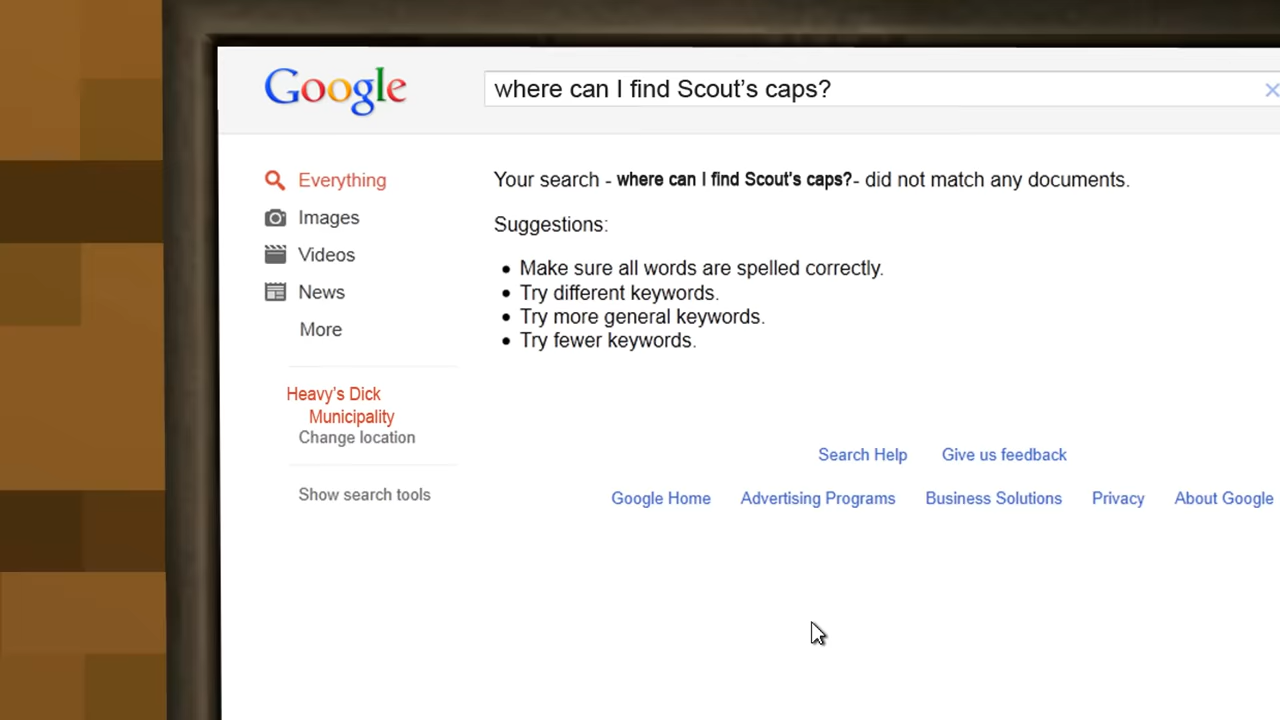 Google
where can I find Scout's caps?
Everything
Images
Videos
News
More
Heavy's Dick
Municipality
Change location
Show search tools
Your search - where can I find Scout's caps?- did not match any documents.
Suggestions:
• Make sure all words are spelled correctly.
• Try different keywords.
• Try more general keywords.
• Try fewer keywords.
Search Help Give us feedback
Google Home Advertising Programs Business Solutions Privacy About Google